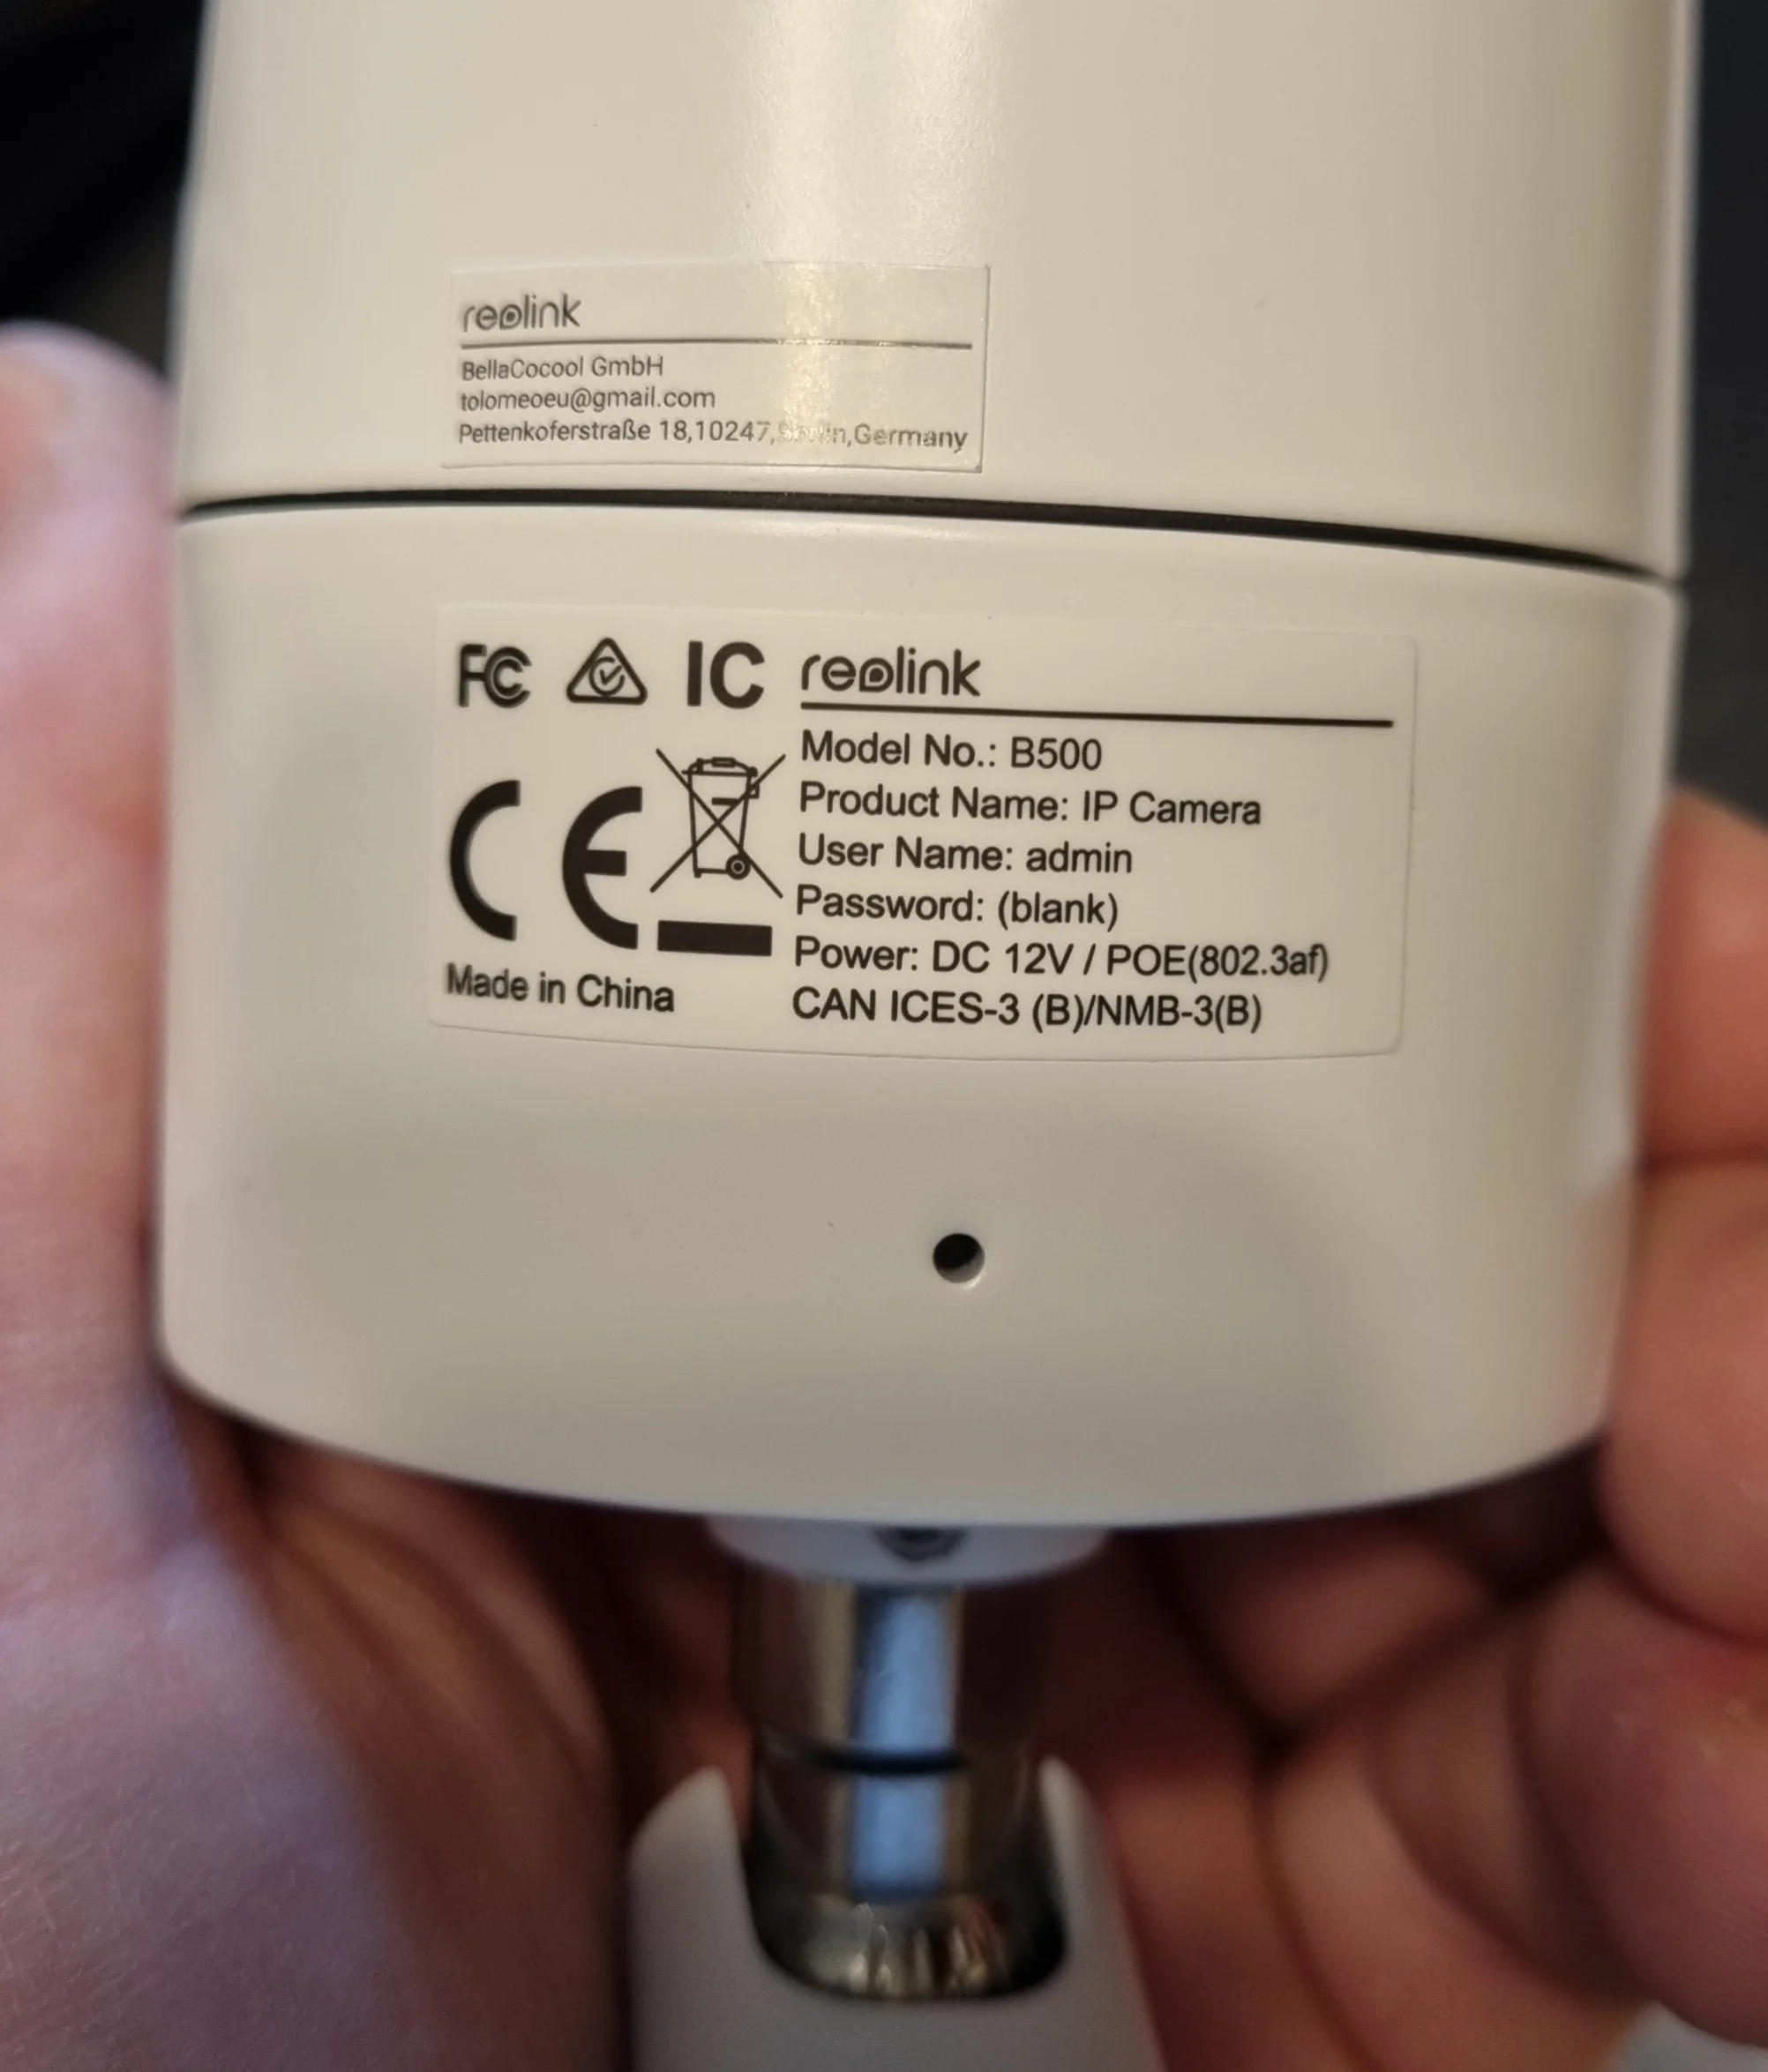 reolink
BellaCocool GmbH
tolomeoeu@gmail.com
Pettenkoferstraße 18,10247,Berlin,Germany
FC IC reolink
Model No.: B500
Product Name: IP Camera
User Name: admin
Password: (blank)
Power: DC 12V / POE(802.3af)
CAN ICES-3 (B)/NMB-3(B)
CE
Made in China